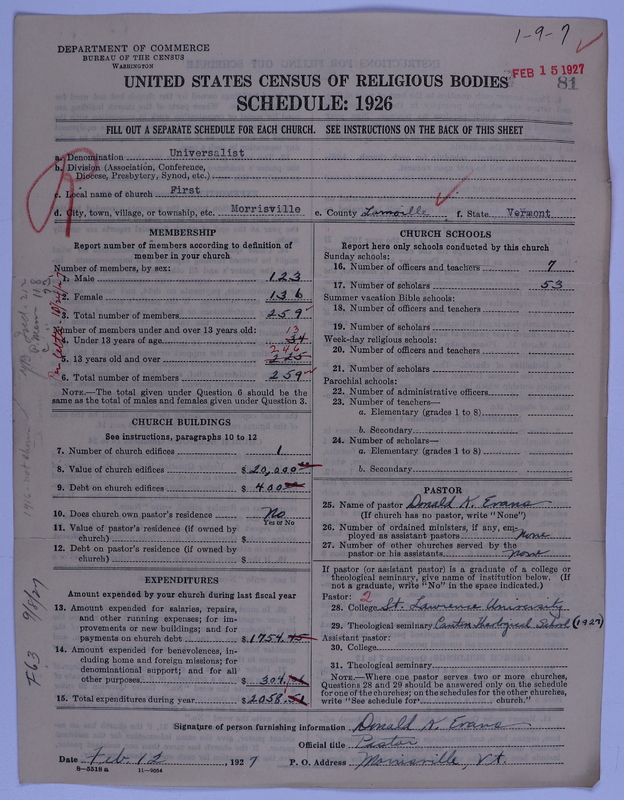 1-9-7
DEPARTMENT OF COMMERCE
BUREAU OF THE CENSUS
WASHINGTON
UNITED STATES CENSUS OF RELIGIOUS BODIES
FEB 15 1927
81
SCHEDULE: 1926
FILL OUT A SEPARATE SCHEDULE FOR EACH CHURCH. SEE INSTRUCTIONS ON THE BACK OF THIS SHEET
a. Denomination Universalist
b. Division (Association, Conference,
Diocese, Presbytery, Synod, etc.)
c. Local name of church First
d. City, town, village, or township, etc. Morrisville e. County Lamoille f. State Vermont
MEMBERSHIP
Report number of members according to definition of
member in your church
Number of members, by sex:
1. Male 123
2. Female 136
3. Total number of members 259
Number of members under and over 13 years old:
13
4. Under 13 years of age 34
246
5. 13 years old and over 225
6. Total number of members 259
NOTE.—The total given under Question 6 should be
same as the total of males and females given under Question 3.
CHURCH BUILDINGS
See instructions, paragraphs 10 to 12
7. Number of church edifices 1
8. Value of church edifices $ 20,000
9. Debt on church edifices $ 400
10. Does church own pastor's residence No
Yes or No
11. Value of pastor's residence (if owned by
church) $
12. Debt on pastor's residence (if owned by
church) $
EXPENDITURES
Amount expended by your church during last fiscal year
13. Amount expended for salaries, repairs,
and other running expenses; for im-
provements or new buildings; and for
payments on church debt $ 1754.
14. Amount expended for benevolences, in-
cluding home and foreign missions; for
denominational support; and for all
other purposes $ 304.
15. Total expenditures during year $ 2058.
CHURCH SCHOOLS
Report here only schools conducted by this church
Sunday schools:
16. Number of officers and teachers 7
17. Number of scholars 53
Summer vacation Bible schools:
18. Number of officers and teachers
19. Number of scholars
Week-day religious schools:
20. Number of officers and teachers
21. Number of scholars
Parochial schools:
22. Number of administrative officers
23. Number of teachers—
a. Elementary (grades 1 to 8)
b. Secondary
24. Number of scholars—
a. Elementary (grades 1 to 8)
b. Secondary
PASTOR
25. Name of pastor Donald K. Evans
(If church has no pastor, write "None")
26. Number of ordained ministers, if any, em-
ployed as assistant pastors None
27. Number of other churches served by the
pastor or his assistants None
If pastor (or assistant pastor) is a graduate of a college or
theological seminary, give name of institution below. (If
not a graduate, write "No" in the space indicated.)
Pastor: 2
28. College St. Lawrence University
29. Theological seminary Canton Theological School (1927)
Assistant pastor:
30. College
31. Theological seminary
NOTE.—Where one pastor serves two or more churches,
Questions 28 and 29 should be answered only on the schedule
for one of the churches; on the schedules for the other churches,
write "See schedule for church."
Signature of person furnishing information Donald K. Evans
Official title Pastor
Date Feb. 12, 1927 P. O. Address Morrisville, Vt.
8-5518 a 11-9054
F63 9/8/27